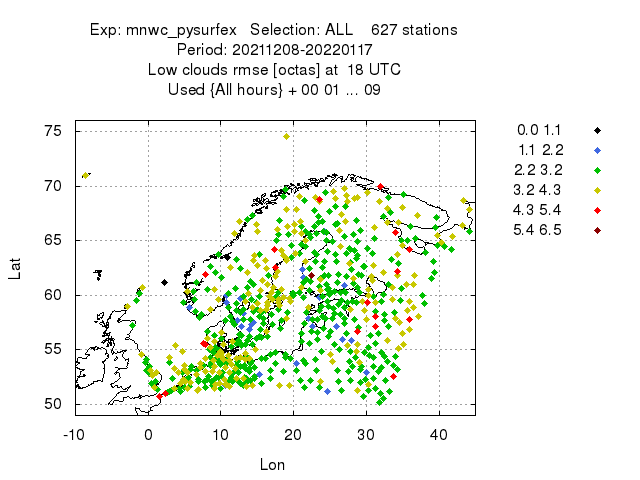 Exp: mnwc_pysurfex Selection: ALL 627 stations
Period: 20211208-20220117
Low clouds rmse [octas] at 18 UTC
Used {All hours} + 00 01 ... 09
0.0 1.1
1.1 2.2
2.2 3.2
3.2 4.3
4.3 5.4
5.4 6.5
75
70
65
60
55
50
Lat
-10 0 10 20 30 40
Lon